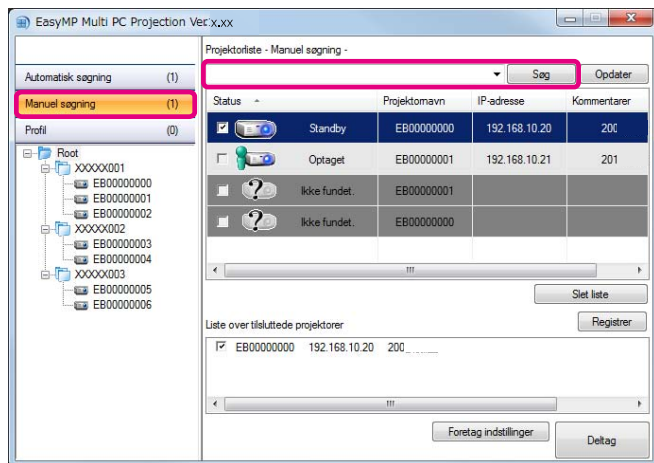 EasyMP Multi PC Projection Ver.x.xx
Projektorliste - Manuel søgning -
Søg
Opdater
Automatisk søgning (1)
Manuel søgning (1)
Profil (0)
Root
XXXXX001
EB00000000
EB00000001
EB00000002
XXXXX002
EB00000003
EB00000004
XXXXX003
EB00000005
EB00000006
Status Projektornavn IP-adresse Kommentarer
Standby EB00000000 192.168.10.20 200
Optaget EB00000001 192.168.10.21 201
Ikke fundet. EB00000001
Ikke fundet. EB00000000
Slet liste
Liste over tilsluttede projektorer
Registrer
EB00000000 192.168.10.20 200
Foretag indstillinger
Deltag